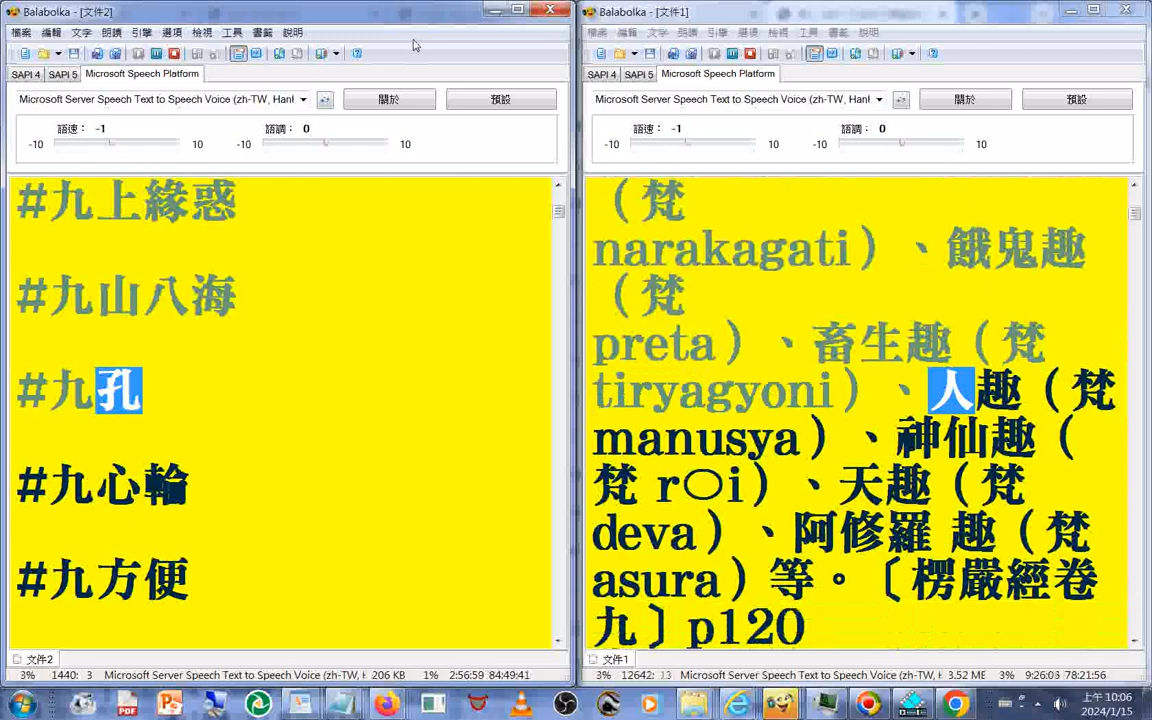 Balabolka - [文件2]
檔案 編輯 文字 朗讀 引擎 選項 檢視 工具 書籤 說明
SAPI 4 SAPI 5 Microsoft Speech Platform
Microsoft Server Speech Text to Speech Voice (zh-TW, Han
關於 預設
語速： -1 語調： 0
-10 10 -10 10
#九上緣惑
#九山八海
#九孔
#九心輪
#九方便
文件2
3% 1440: 3 Microsoft Server Speech Text to Speech Voice (zh-TW, H 206 KB 1% 2:56:59 84:49:41
Balabolka - [文件1]
檔案 編輯 文字 朗讀 引擎 選項 檢視 工具 書籤 說明
SAPI 4 SAPI 5 Microsoft Speech Platform
Microsoft Server Speech Text to Speech Voice (zh-TW, Han
關於 預設
語速： -1 語調： 0
-10 10 -10 10
（梵
narakagati）、餓鬼趣
（梵
preta）、畜生趣（梵
tiryagyoni）、人趣（梵
manusya）、神仙趣（
梵 r○i）、天趣（梵
deva）、阿修羅 趣（梵
asura）等。〔楞嚴經卷
九〕p120
文件1
3% 12642: 13 Microsoft Server Speech Text to Speech Voice (zh-TW, 3.52 MB 3% 9:26:03 78:21:56
上午 10:06
2024/1/15